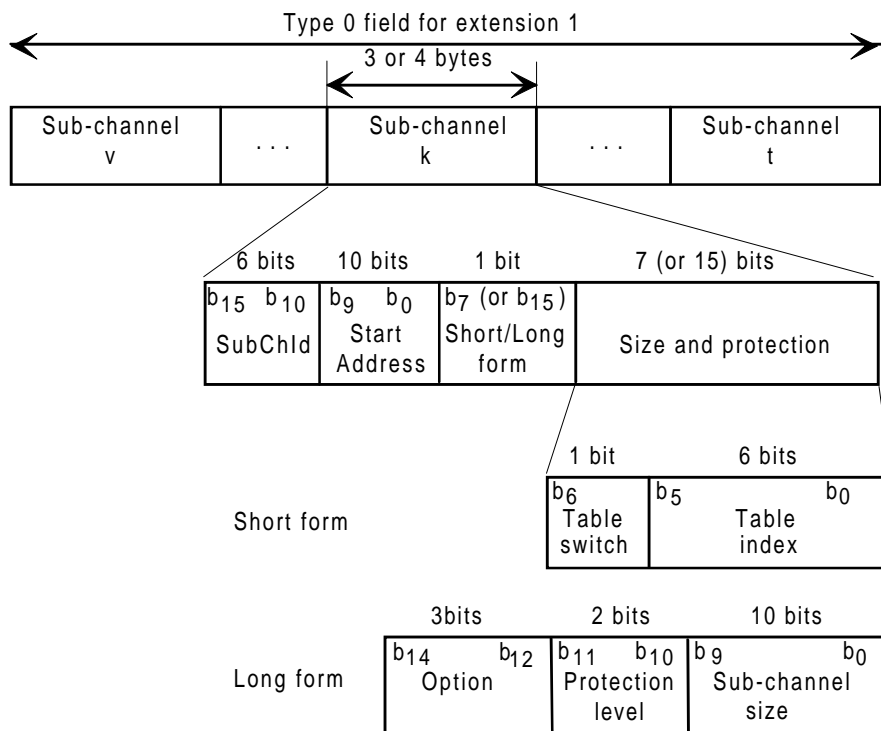 Type 0 field for extension 1
3 or 4 bytes
Sub-channel v
. . .
Sub-channel k
. . .
Sub-channel t
6 bits 10 bits 1 bit 7 (or 15) bits
b15 b10
SubChId
b9 b0
Start
Address
b7 (or b15)
Short/Long
form
Size and protection
1 bit 6 bits
Short form
b6
Table
switch
b5 b0
Table
index
3bits 2 bits 10 bits
Long form
b14 b12
Option
b11 b10
Protection
level
b9 b0
Sub-channel
size